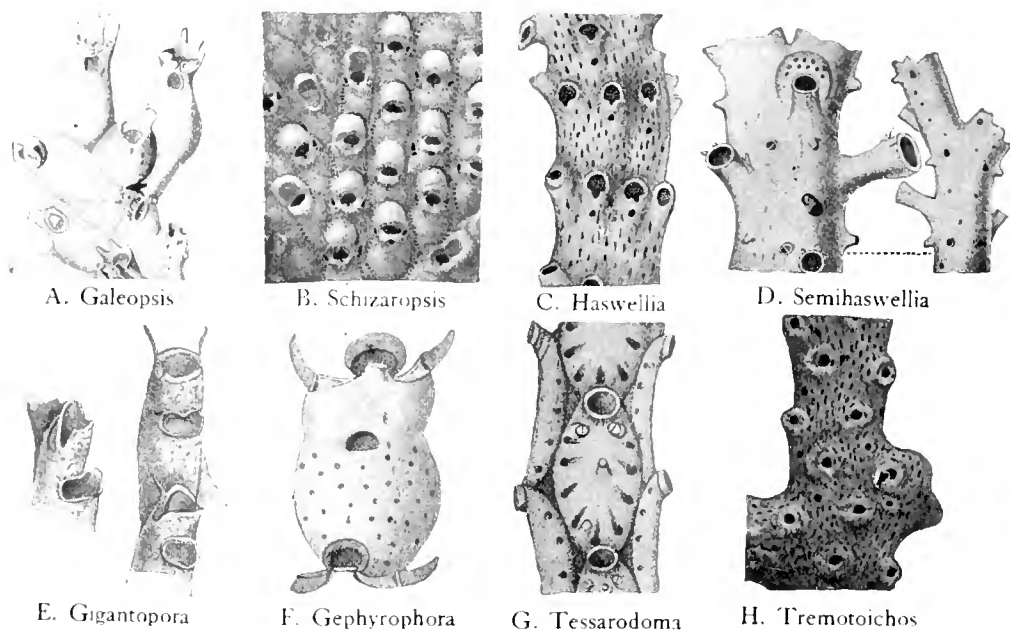 A. Galeopsis
B. Schizaropsis
C. Haswellia
D. Semihaswellia
E. Gigantopora
F. Gephyrophora
G. Tessarodoma
H. Tremotoichos